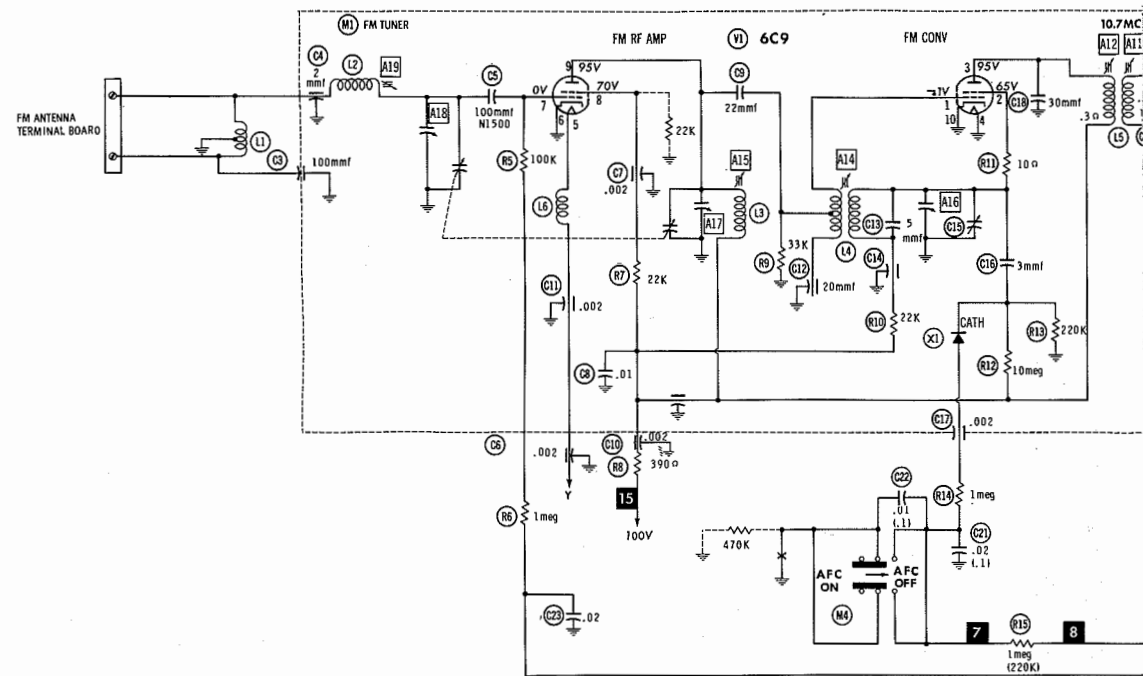 M1 FM TUNER
FM RF AMP
V1 6C9
FM CONV
10.7MC
C4
2
mmf
L2
A19
C5
100mmf
N1500
0V
7
9
95V
70V
8
6
5
C9
22mmf
-.1V
1
10
3
95V
65V
2
4
C18
30mmf
A12
A11
.3Ω
L5
FM ANTENNA
TERMINAL BOARD
L1
C3
100mmf
A18
R5
100K
L6
22K
C7
.002
A15
A17
L3
A14
L4
R11
10Ω
C13
5
mmf
A16
C15
R9
33K
C12
20mmf
C14
C16
3mmf
R7
22K
C11
.002
R10
22K
X1
CATH
R13
220K
R12
10meg
C8
.01
C17
.002
C6
.002
Y
C10
.002
R8
390Ω
15
100V
R6
1meg
C22
.01
(.1)
R14
1meg
470K
C21
.02
(.1)
AFC
ON
AFC
OFF
M4
C23
.02
7
R15
1meg
(220K)
8